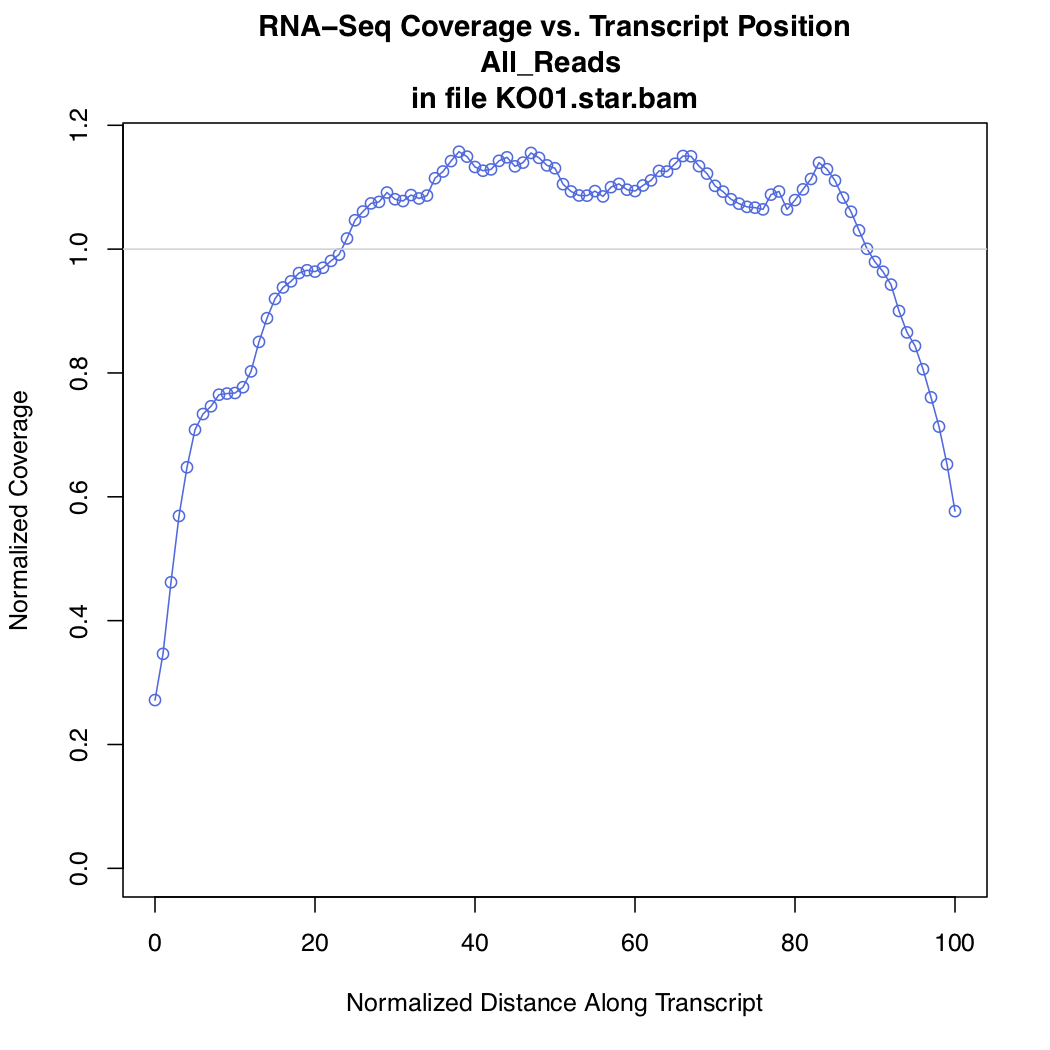 RNA−Seq Coverage vs. Transcript Position
All_Reads
in file KO01.star.bam
1.2
1.0
0.8
0.6
0.4
0.2
0.0
Normalized Coverage
0 20 40 60 80 100
Normalized Distance Along Transcript